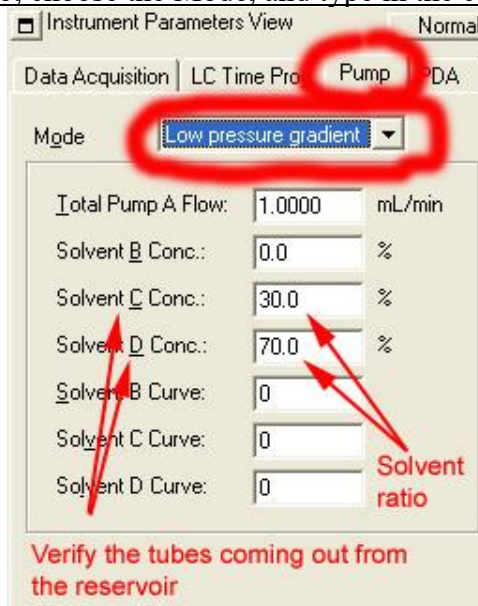 Instrument Parameters View Normal
Data Acquisition LC Time Pump PDA
Mode Low pressure gradient
Total Pump A Flow: 1.0000 mL/min
Solvent B Conc.: 0.0 %
Solvent C Conc.: 30.0 %
Solvent D Conc.: 70.0 %
Solvent B Curve: 0
Solvent C Curve: 0
Solvent D Curve: 0
Solvent
ratio
Verify the tubes coming out from
the reservoir